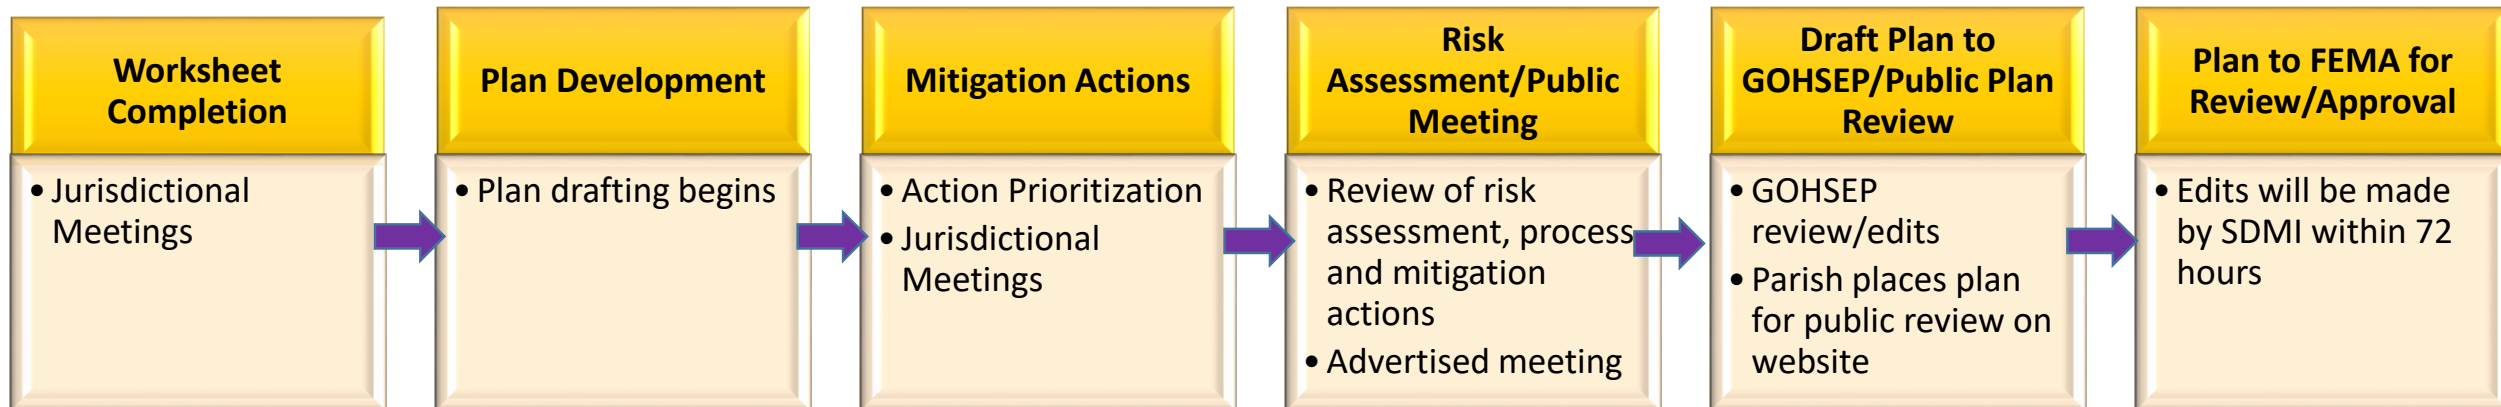 Worksheet
Completion
• Jurisdictional
Meetings
Plan Development
• Plan drafting begins
Mitigation Actions
• Action Prioritization
• Jurisdictional
Meetings
Risk
Assessment/Public
Meeting
• Review of risk
assessment, process
and mitigation
actions
• Advertised meeting
Draft Plan to
GOHSEP/Public Plan
Review
• GOHSEP
review/edits
• Parish places plan
for public review on
website
Plan to FEMA for
Review/Approval
• Edits will be made
by SDMI within 72
hours